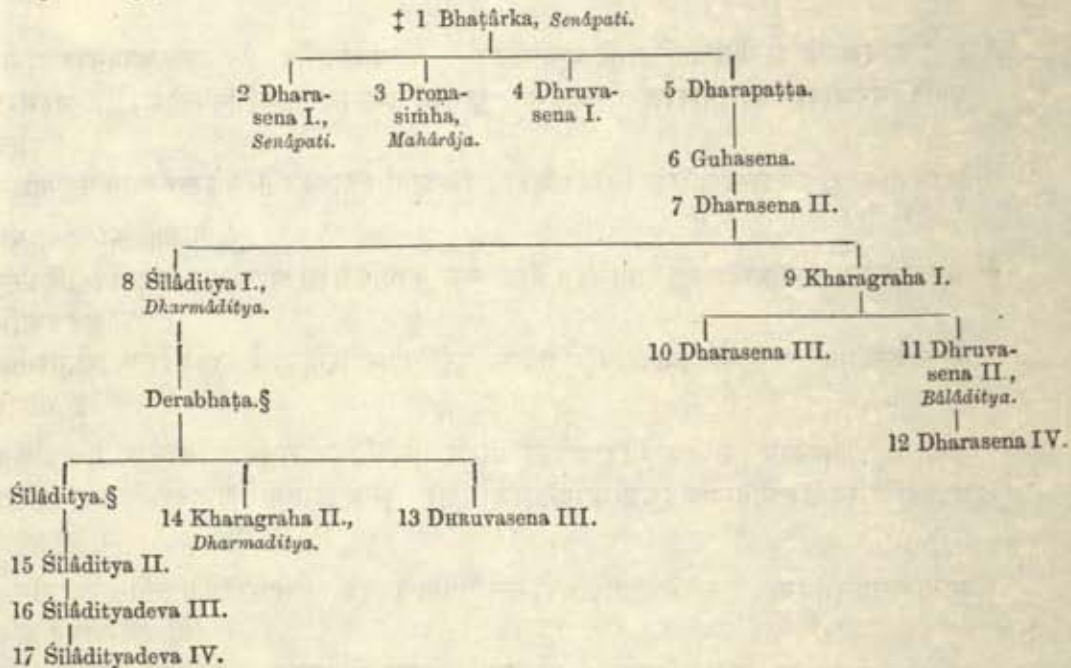 ‡ 1 Bhaṭârka, Senâpati.
2 Dhara-
sena I.,
Senâpati.
3 Droṇa-
siṁha,
Mahârâja.
4 Dhruva-
sena I.
5 Dharapaṭṭa.
6 Guhasena.
7 Dharasena II.
8 Śilâditya I.,
Dharmâditya.
9 Kharagraha I.
10 Dharasena III.
11 Dhruva-
sena II.,
Bâlâditya.
12 Dharasena IV.
Derabhaṭa.§
Śilâditya.§
14 Kharagraha II.,
Dharmaditya.
13 DHRUVASENA III.
15 Śilâditya II.
16 Śilâdityadeva III.
17 Śilâdityadeva IV.